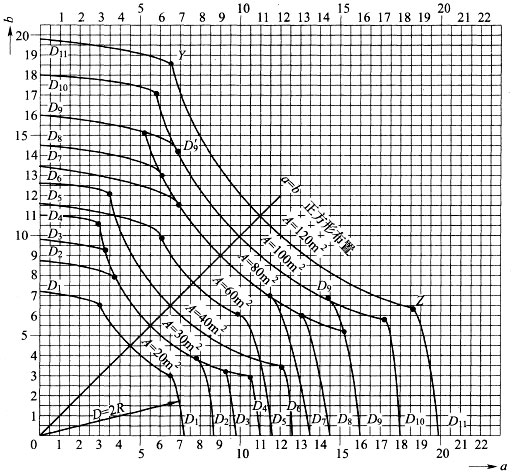 1 2 3 4 5 6 7 8 9 10 11 12 13 14 15 16 17 18 19 20 21 22
b
20
19
18
17
16
15
14
13
12
11
10
9
8
7
6
5
4
3
2
1
0
D11
D10
D9
D8
D7
D6
D5
D4
D3
D2
D1
Y
D9'
a=b 正方形布置
A=120m²
A=100m²
A=80m²
A=60m²
A=40m²
A=30m²
A=20m²
D9
Z
D=2R
D1 D2 D3 D4 D5 D6 D7 D8 D9 D10 D11
1 2 3 4 5 6 7 8 9 10 11 12 13 14 15 16 17 18 19 20 21 22
a